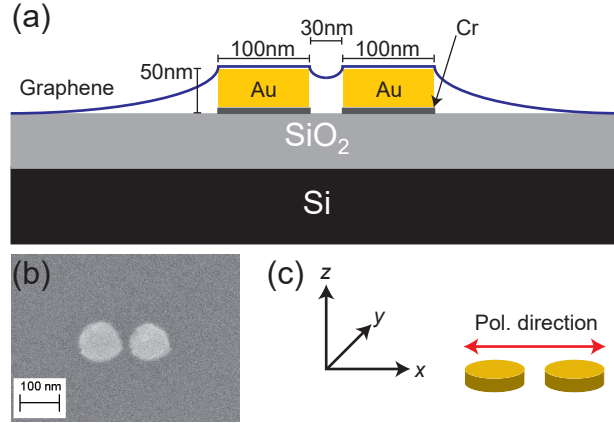 (a)
30nm
100nm
100nm
Cr
50nm
Graphene
Au
Au
SiO₂
Si
(b)
100 nm
(c)
z
y
x
Pol. direction